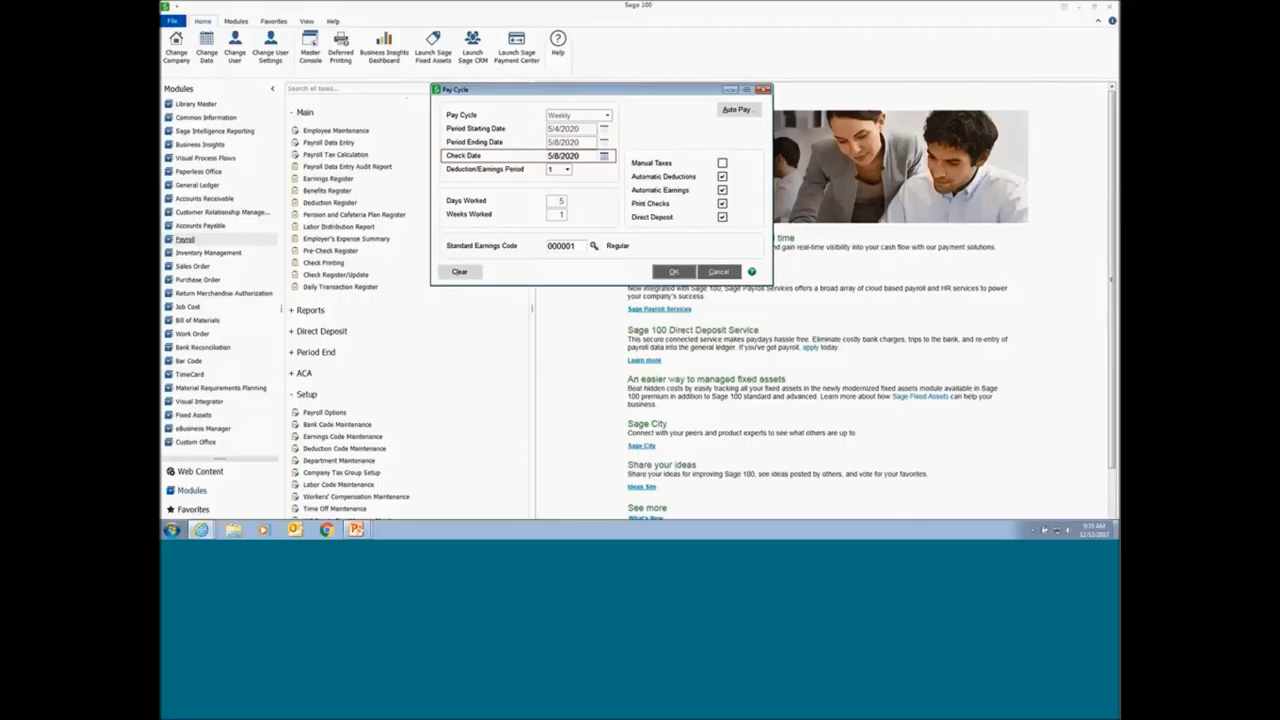 Sage 100
File Home Modules Favorites View Help
Change Company
Change Date
Change User
Change User Settings
Master Console
Deferred Printing
Business Insights Dashboard
Launch Sage Fixed Assets
Launch Sage CRM
Launch Sage Payment Center
Help
Modules
Library Master
Common Information
Sage Intelligence Reporting
Business Insights
Visual Process Flows
Paperless Office
General Ledger
Accounts Receivable
Customer Relationship Manage...
Accounts Payable
Payroll
Inventory Management
Sales Order
Purchase Order
Return Merchandise Authorization
Job Cost
Bill of Materials
Work Order
Bank Reconciliation
Bar Code
TimeCard
Material Requirements Planning
Visual Integrator
Fixed Assets
eBusiness Manager
Custom Office
Web Content
Modules
Favorites
Search all tasks...
- Main
Employee Maintenance
Payroll Data Entry
Payroll Tax Calculation
Payroll Data Entry Audit Report
Earnings Register
Benefits Register
Deduction Register
Pension and Cafeteria Plan Register
Labor Distribution Report
Employer's Expense Summary
Pre-Check Register
Check Printing
Check Register/Update
Daily Transaction Register
+ Reports
+ Direct Deposit
+ Period End
+ ACA
- Setup
Payroll Options
Bank Code Maintenance
Earnings Code Maintenance
Deduction Code Maintenance
Department Maintenance
Company Tax Group Setup
Labor Code Maintenance
Workers' Compensation Maintenance
Time Off Maintenance
Pay Cycle
Pay Cycle Weekly
Auto Pay...
Period Starting Date 5/4/2020
Period Ending Date 5/8/2020
Check Date 5/8/2020
Deduction/Earnings Period 1
Days Worked 5
Weeks Worked 1
Manual Taxes
Automatic Deductions
Automatic Earnings
Print Checks
Direct Deposit
Standard Earnings Code 000001 Regular
Clear OK Cancel
time
and gain real-time visibility into your cash flow with our payment solutions.
Now integrated with Sage 100, Sage Payroll Services offers a broad array of cloud based payroll and HR services to power
your company's success.
Sage Payroll Services
Sage 100 Direct Deposit Service
This secure connected service makes paydays hassle free. Eliminate costly bank charges, trips to the bank, and re-entry of
payroll data into the general ledger. If you've got payroll, apply today.
Learn more
An easier way to managed fixed assets
Beat hidden costs by easily tracking all your fixed assets in the newly modernized fixed assets module available in Sage
100 premium in addition to Sage 100 standard and advanced. Learn more about how Sage Fixed Assets can help your
business
Sage City
Connect with your peers and product experts to see what others are up to.
Sage City
Share your ideas
Share your ideas for improving Sage 100, see ideas posted by others, and vote for your favorites.
Ideas Site
See more
What's New
9:35 AM
12/12/2017